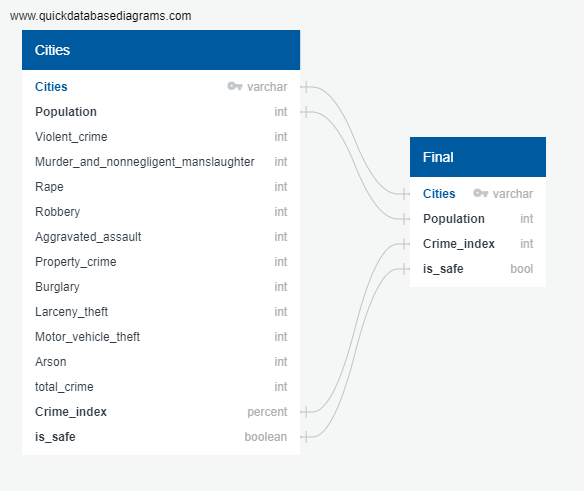 www.quickdatabasediagrams.com
Cities
Cities varchar
Population int
Violent_crime int
Murder_and_nonnegligent_manslaughter int
Rape int
Robbery int
Aggravated_assault int
Property_crime int
Burglary int
Larceny_theft int
Motor_vehicle_theft int
Arson int
total_crime int
Crime_index percent
is_safe boolean
Final
Cities varchar
Population int
Crime_index int
is_safe bool